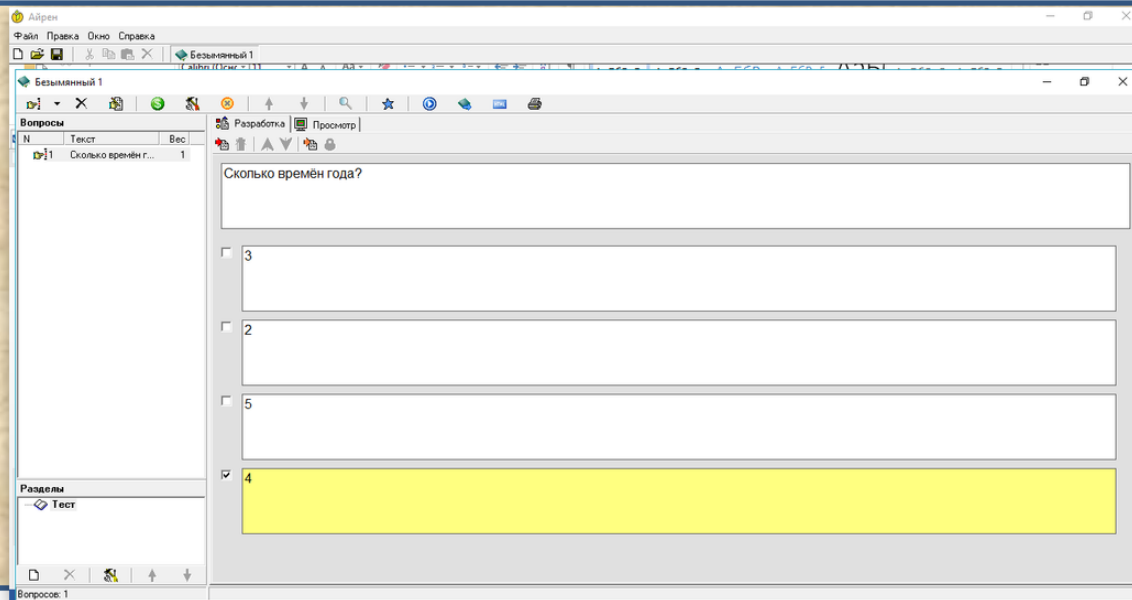 Айрен
Файл Правка Окно Справка
Безымянный 1
Безымянный 1
Вопросы
N Текст Вес
1 Сколько времён г... 1
Разработка Просмотр
Сколько времён года?
3
2
5
4
Разделы
Тест
Вопросов: 1